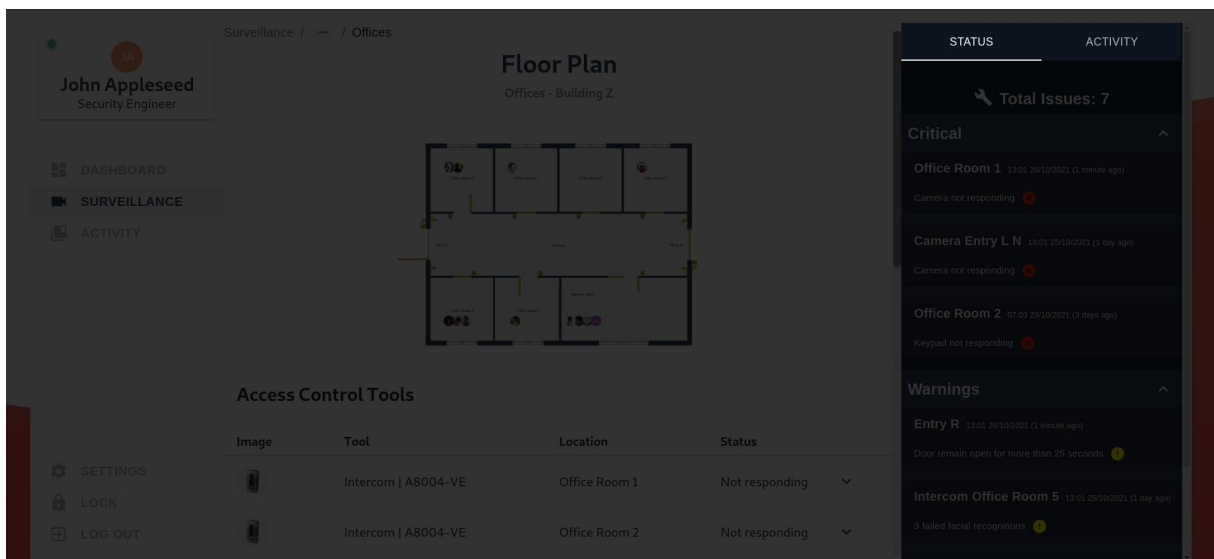 JA
John Appleseed
Security Engineer
DASHBOARD
SURVEILLANCE
ACTIVITY
SETTINGS
LOCK
LOG OUT
Surveillance / ... / Offices
Floor Plan
Offices - Building Z
Access Control Tools
Image Tool Location Status
Intercom | A8004-VE Office Room 1 Not responding
Intercom | A8004-VE Office Room 2 Not responding
STATUS ACTIVITY
Total Issues: 7
Critical
Office Room 1 13:01 26/10/2021 (1 minute ago)
Camera not responding
Camera Entry L N 13:01 25/10/2021 (1 day ago)
Camera not responding
Office Room 2 07:03 23/10/2021 (3 days ago)
Keypad not responding
Warnings
Entry R 13:01 26/10/2021 (1 minute ago)
Door remain open for more than 25 seconds
Intercom Office Room 5 13:01 25/10/2021 (1 day ago)
3 failed facial recognitions